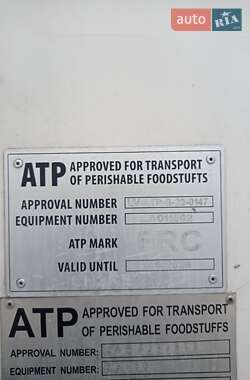 auto RIA
.com
ATP APPROVED FOR TRANSPORT
OF PERISHABLE FOODSTUFFS
APPROVAL NUMBER
EQUIPMENT NUMBER
ATP MARK FRC
VALID UNTIL
ATP APPROVED FOR TRANSPORT
OF PERISHABLE FOODSTUFFS
APPROVAL NUMBER:
EQUIPMENT NUMBER: